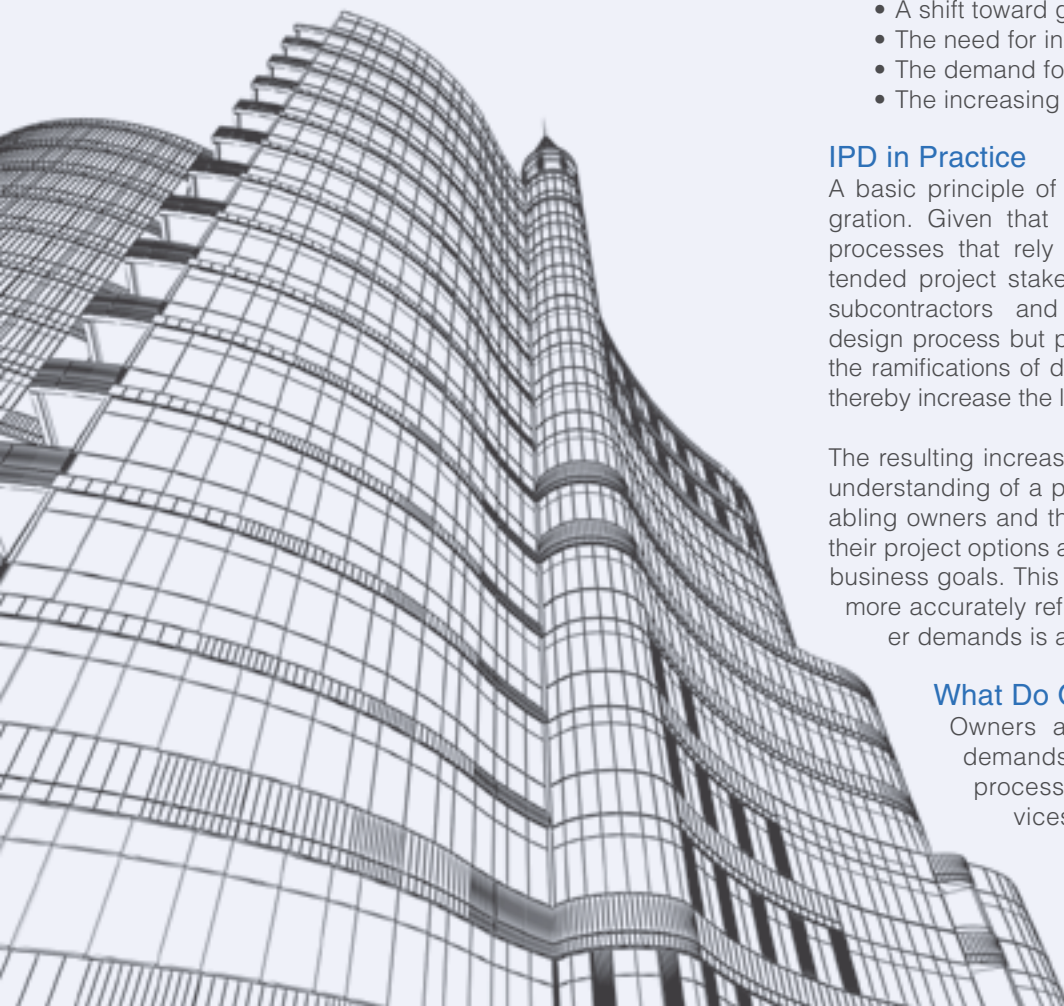 • A shift toward g
• The need for in
• The demand fo
• The increasing
IPD in Practice
A basic principle of
gration. Given that
processes that rely
tended project stake
subcontractors and
design process but p
the ramifications of d
thereby increase the l
The resulting increas
understanding of a p
abling owners and th
their project options a
business goals. This
more accurately ref
er demands is a
What Do
Owners a
demands
process
vices